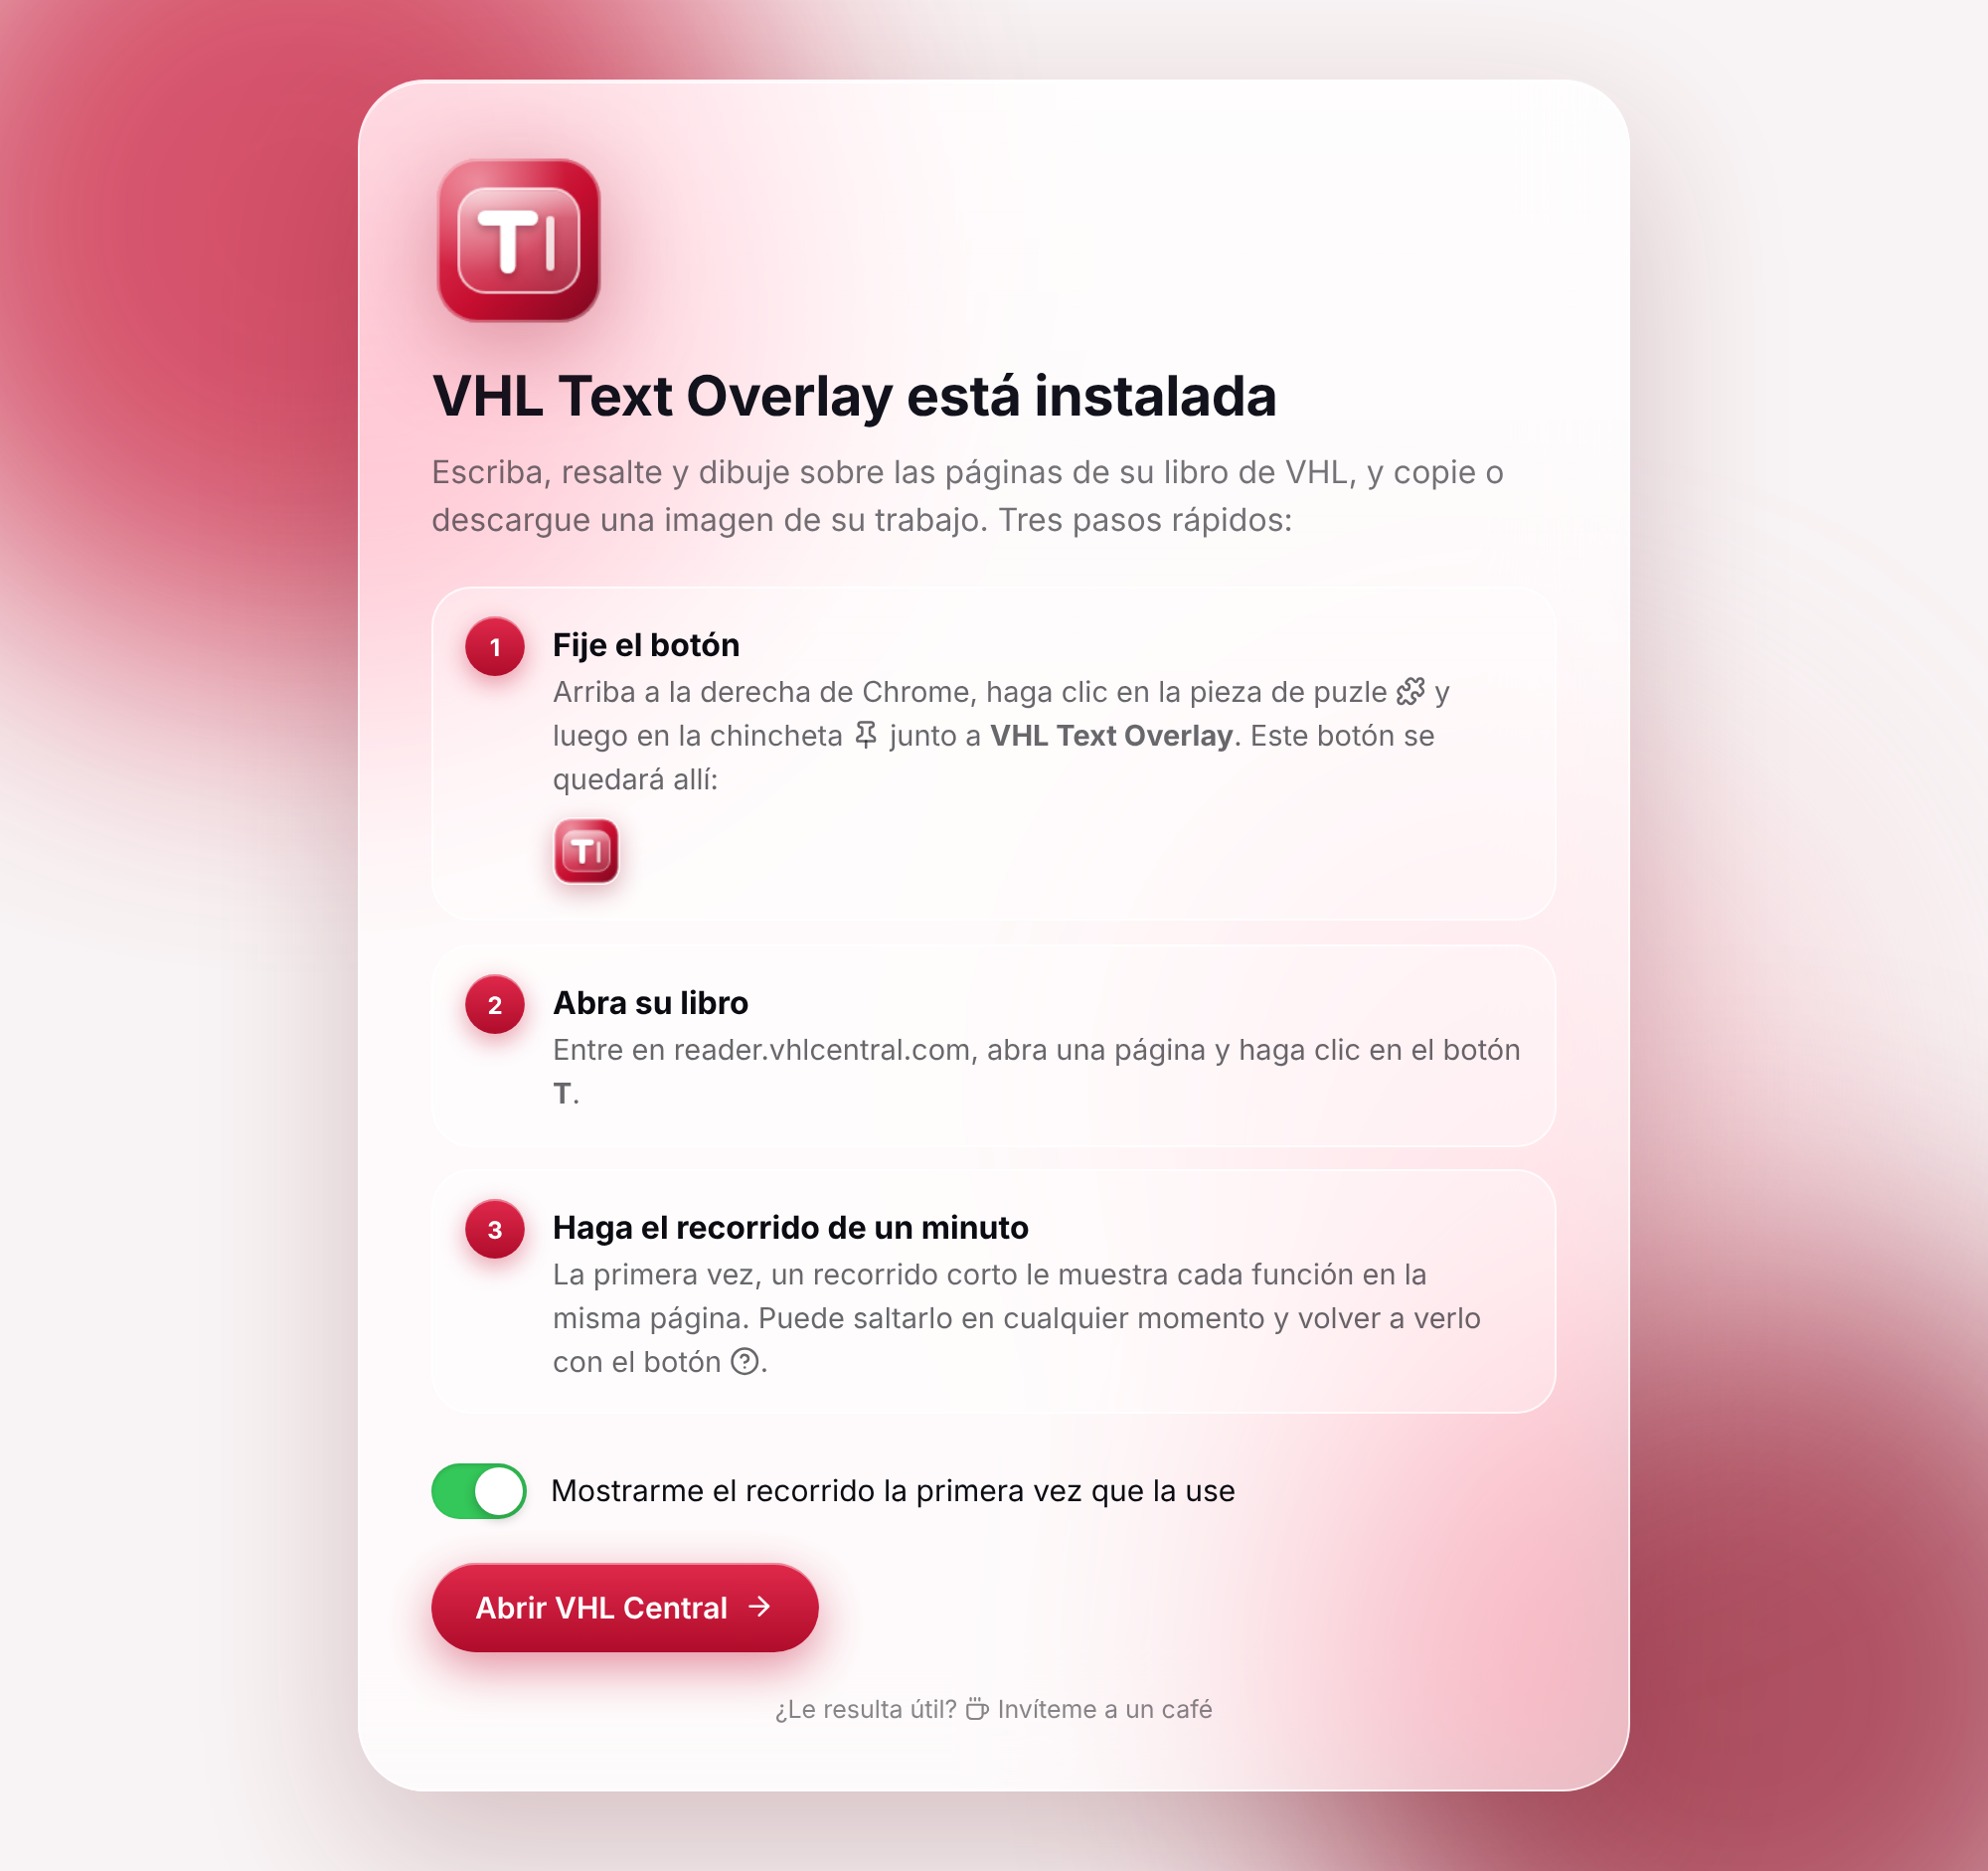 TI
VHL Text Overlay está instalada
Escriba, resalte y dibuje sobre las páginas de su libro de VHL, y copie o
descargue una imagen de su trabajo. Tres pasos rápidos:
1
Fije el botón
Arriba a la derecha de Chrome, haga clic en la pieza de puzle y
luego en la chincheta junto a VHL Text Overlay. Este botón se
quedará allí:
TI
2
Abra su libro
Entre en reader.vhlcentral.com, abra una página y haga clic en el botón
T.
3
Haga el recorrido de un minuto
La primera vez, un recorrido corto le muestra cada función en la
misma página. Puede saltarlo en cualquier momento y volver a verlo
con el botón ?.
Mostrarme el recorrido la primera vez que la use
Abrir VHL Central →
¿Le resulta útil? Invíteme a un café